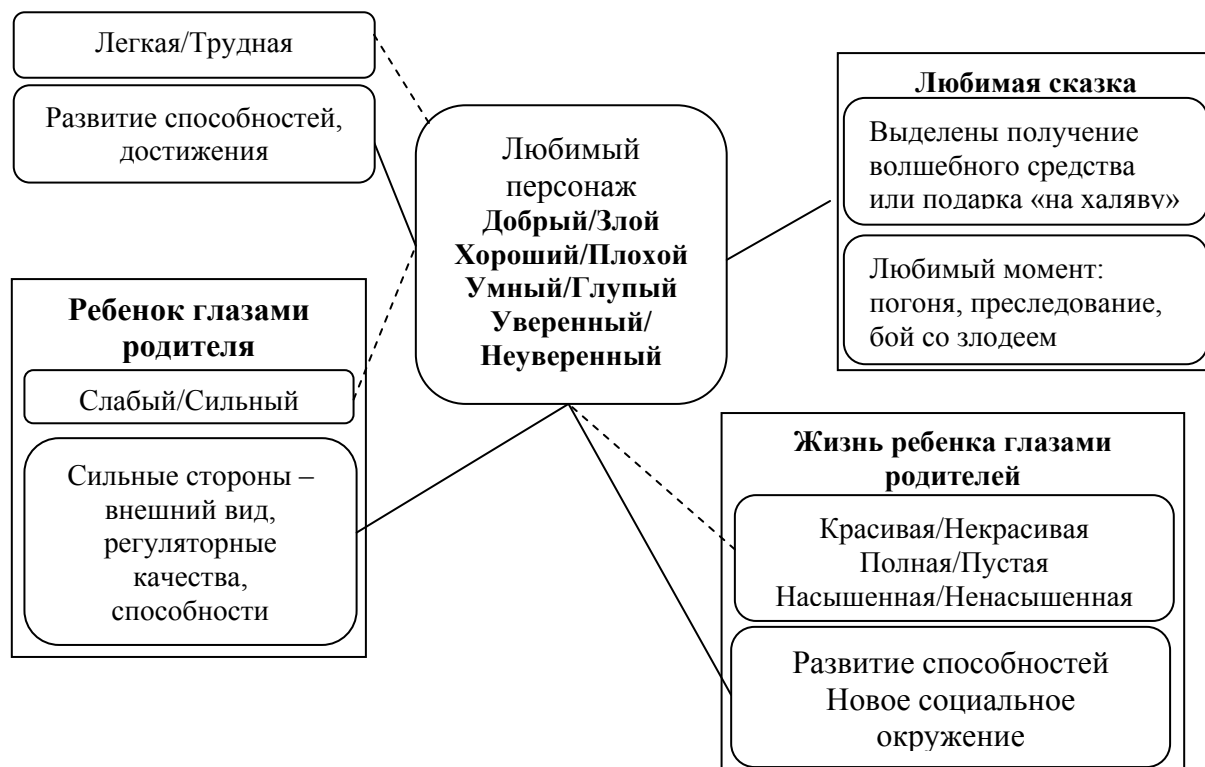 Легкая/Трудная
Развитие способностей,
достижения
Ребенок глазами
родителя
Слабый/Сильный
Сильные стороны –
внешний вид,
регуляторные
качества,
способности
Любимый
персонаж
Добрый/Злой
Хороший/Плохой
Умный/Глупый
Уверенный/
Неуверенный
Любимая сказка
Выделены получение
волшебного средства
или подарка «на халяву»
Любимый момент:
погоня, преследование,
бой со злодеем
Жизнь ребенка глазами
родителей
Красивая/Некрасивая
Полная/Пустая
Насышенная/Ненасышенная
Развитие способностей
Новое социальное
окружение